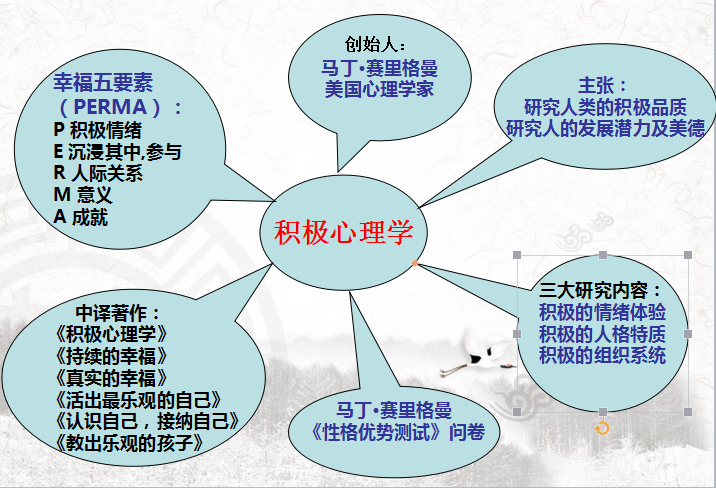 创始人：
马丁·赛里格曼
美国心理学家
幸福五要素
（PERMA）：
P 积极情绪
E 沉浸其中,参与
R 人际关系
M 意义
A 成就
主张：
研究人类的积极品质
研究人的发展潜力及美德
积极心理学
三大研究内容：
积极的情绪体验
积极的人格特质
积极的组织系统
中译著作：
《积极心理学》
《持续的幸福》
《真实的幸福》
《活出最乐观的自己》
《认识自己，接纳自己》
《教出乐观的孩子》
马丁·赛里格曼
《性格优势测试》问卷